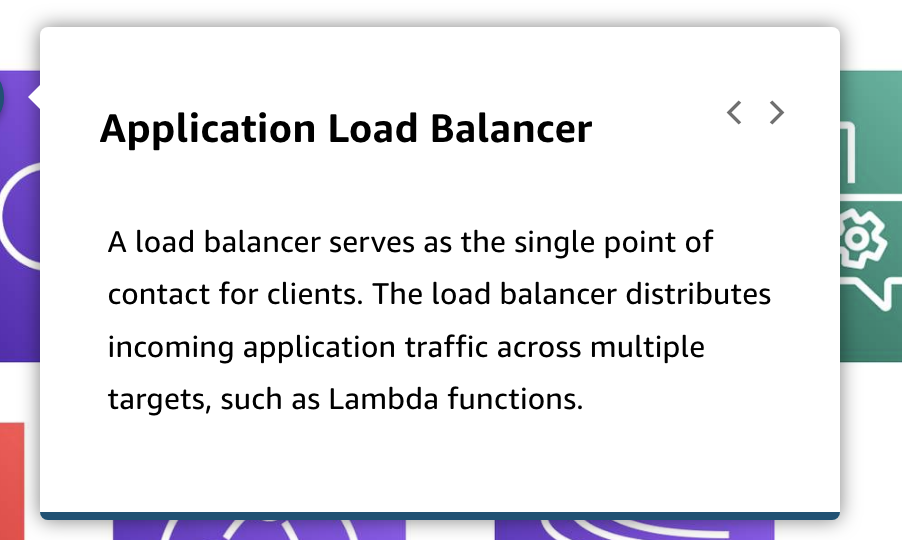 Application Load Balancer
A load balancer serves as the single point of
contact for clients. The load balancer distributes
incoming application traffic across multiple
targets, such as Lambda functions.